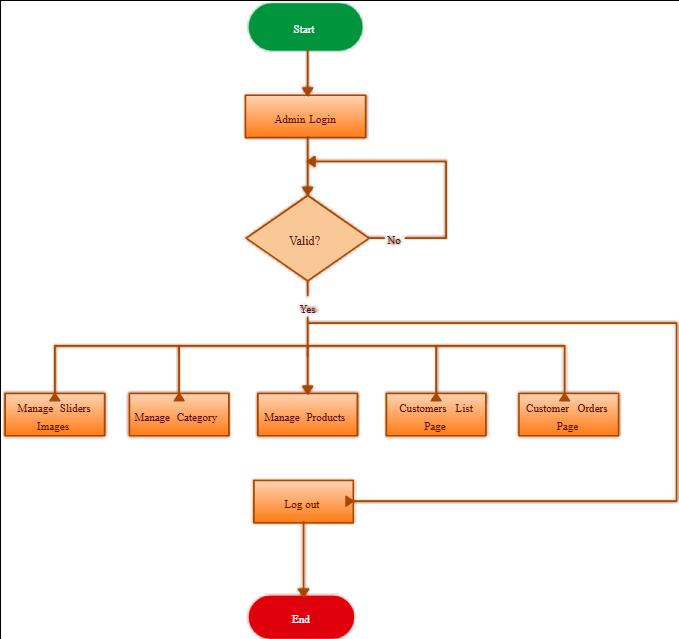 Start
Admin Login
Valid?
No
Yes
Manage Sliders
Images
Manage Category
Manage Products
Customers List
Page
Customer Orders
Page
Log out
End